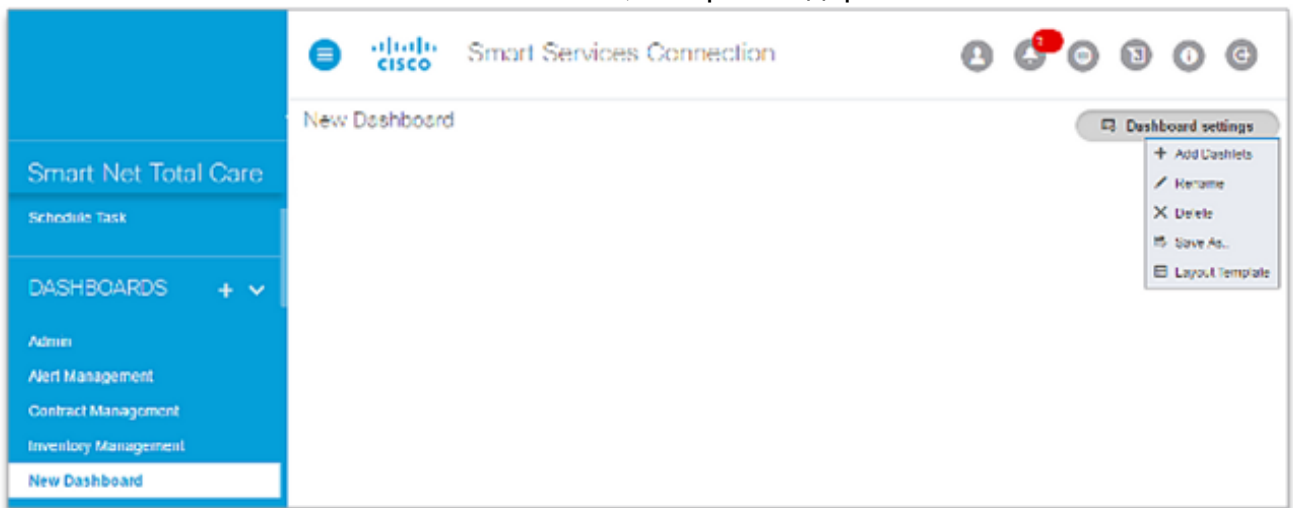 CISCO
Smart Services Connection
New Dashboard
Dashboard settings
+ Add Dashlets
Rename
Delete
Save As..
Layout Template
Smart Net Total Care
Schedule Task
DASHBOARDS + 
Admin
Alert Management
Contract Management
Inventory Management
New Dashboard